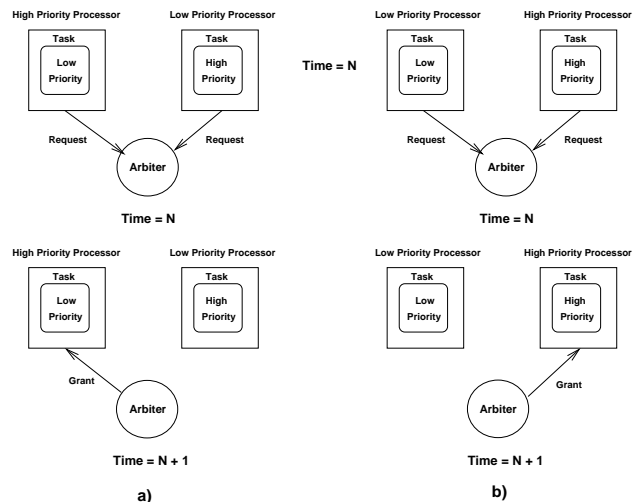 High Priority Processor
Low Priority Processor
Task
Low
Priority
Task
High
Priority
Request
Request
Arbiter
Time = N
Time = N
Low Priority Processor
High Priority Processor
Task
Low
Priority
Task
High
Priority
Request
Request
Arbiter
Time = N
High Priority Processor
Low Priority Processor
Task
Low
Priority
Task
High
Priority
Grant
Arbiter
Time = N + 1
a)
Low Priority Processor
High Priority Processor
Task
Low
Priority
Task
High
Priority
Grant
Arbiter
Time = N + 1
b)